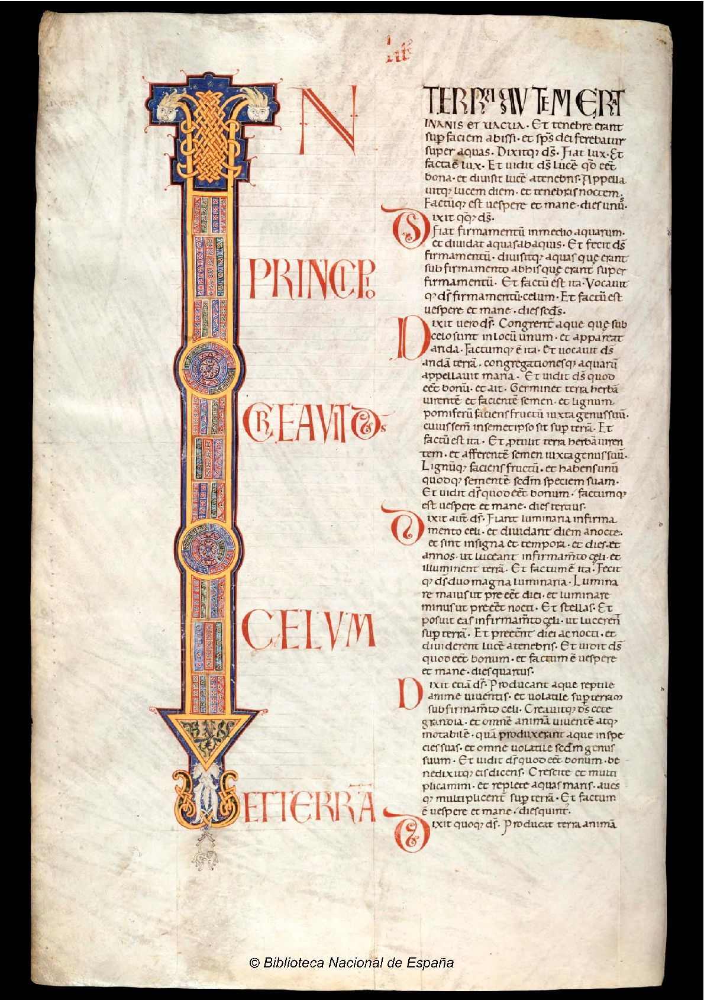 IN
PRINCIPIO
CREAVIT DS
CELVM
ET TERRĀ
TERRA AVTEM ERAT
INANIS ET UACUA. Et tenebre erant
sup faciem abissi. et sps dei ferebatur
super aquas. Dixitq; ds. Fiat lux. Et
facta ē lux. Et uidit ds lucē qd eēt
bona. et diuisit lucē a tenebris. Appella
uitq; lucem diem. et tenebras noctem.
Factūq; est uespere et mane. dies unus.
Dixit qq; ds.
Fiat firmamentū in medio aquarum.
et diuidat aquas ab aquis. Et fecit ds
firmamentū. diuisitq; aquas que erant
sub firmamento ab his que erant super
firmamentū. Et factū est ita. Vocauit
q; ds firmamentū celum. Et factū est
uespere et mane. dies scds.
Dixit uero ds. Congrent aque que sub
celo sunt in locū unum. et appareat
arida. Factumq; ē ita. Et uocauit ds
aridā terrā. congregationesq; aquarū
appellauit maria. Et uidit ds quod
eēt bonū. et ait. Germinet terra herbā
uirentē et facientē semen. et lignum
pomiferū faciens fructū iuxta genus suū.
cuius sem in semetipso sit sup terrā. Et
factū est ita. Et ptulit terra herbā uiren
tem. et afferentē semen iuxta genus suū.
Lignūq; faciens fructū. et habens unū
quodq; sementē scdm speciem suam.
Et uidit ds quod eēt bonum. factumq;
est uespere et mane. dies tertius.
Dixit aut ds. Fiant luminaria in firma
mento celi. et diuidant diem a nocte.
et sint in signa et tempora. et dies et
annos. ut luceant in firmamto celi. et
illuminent terrā. Et factum ē ita. Fecit
q; ds duo magna luminaria. Lumina
re maius ut pre eēt diei. et luminare
minus ut pre eēt nocti. Et stellas. Et
posuit eas in firmamto celi. ut lucerent
sup terrā. Et pre eēnt diei ac nocti. et
diuiderent lucē a tenebris. Et uidit ds
quod eēt bonum. et factum ē uespere
et mane. dies quartus.
Dixit etiā ds. Producant aque reptile
anime uiuentis. et uolatile sup terram
sub firmamto celi. Creauitq; ds cete
grandia. et omnē animā uiuentē atq;
motabilē. quā produxerant aque in spe
cies suas. et omne uolatile scdm genus
suum. Et uidit ds quod eēt bonum. be
nedixitq; eis dicens. Crescite et multi
plicamini. et replete aquas maris. aues
q; multiplicent sup terrā. Et factum
ē uespere et mane. dies quint'.
Dixit quoq; ds. Producat terra animā
© Biblioteca Nacional de España